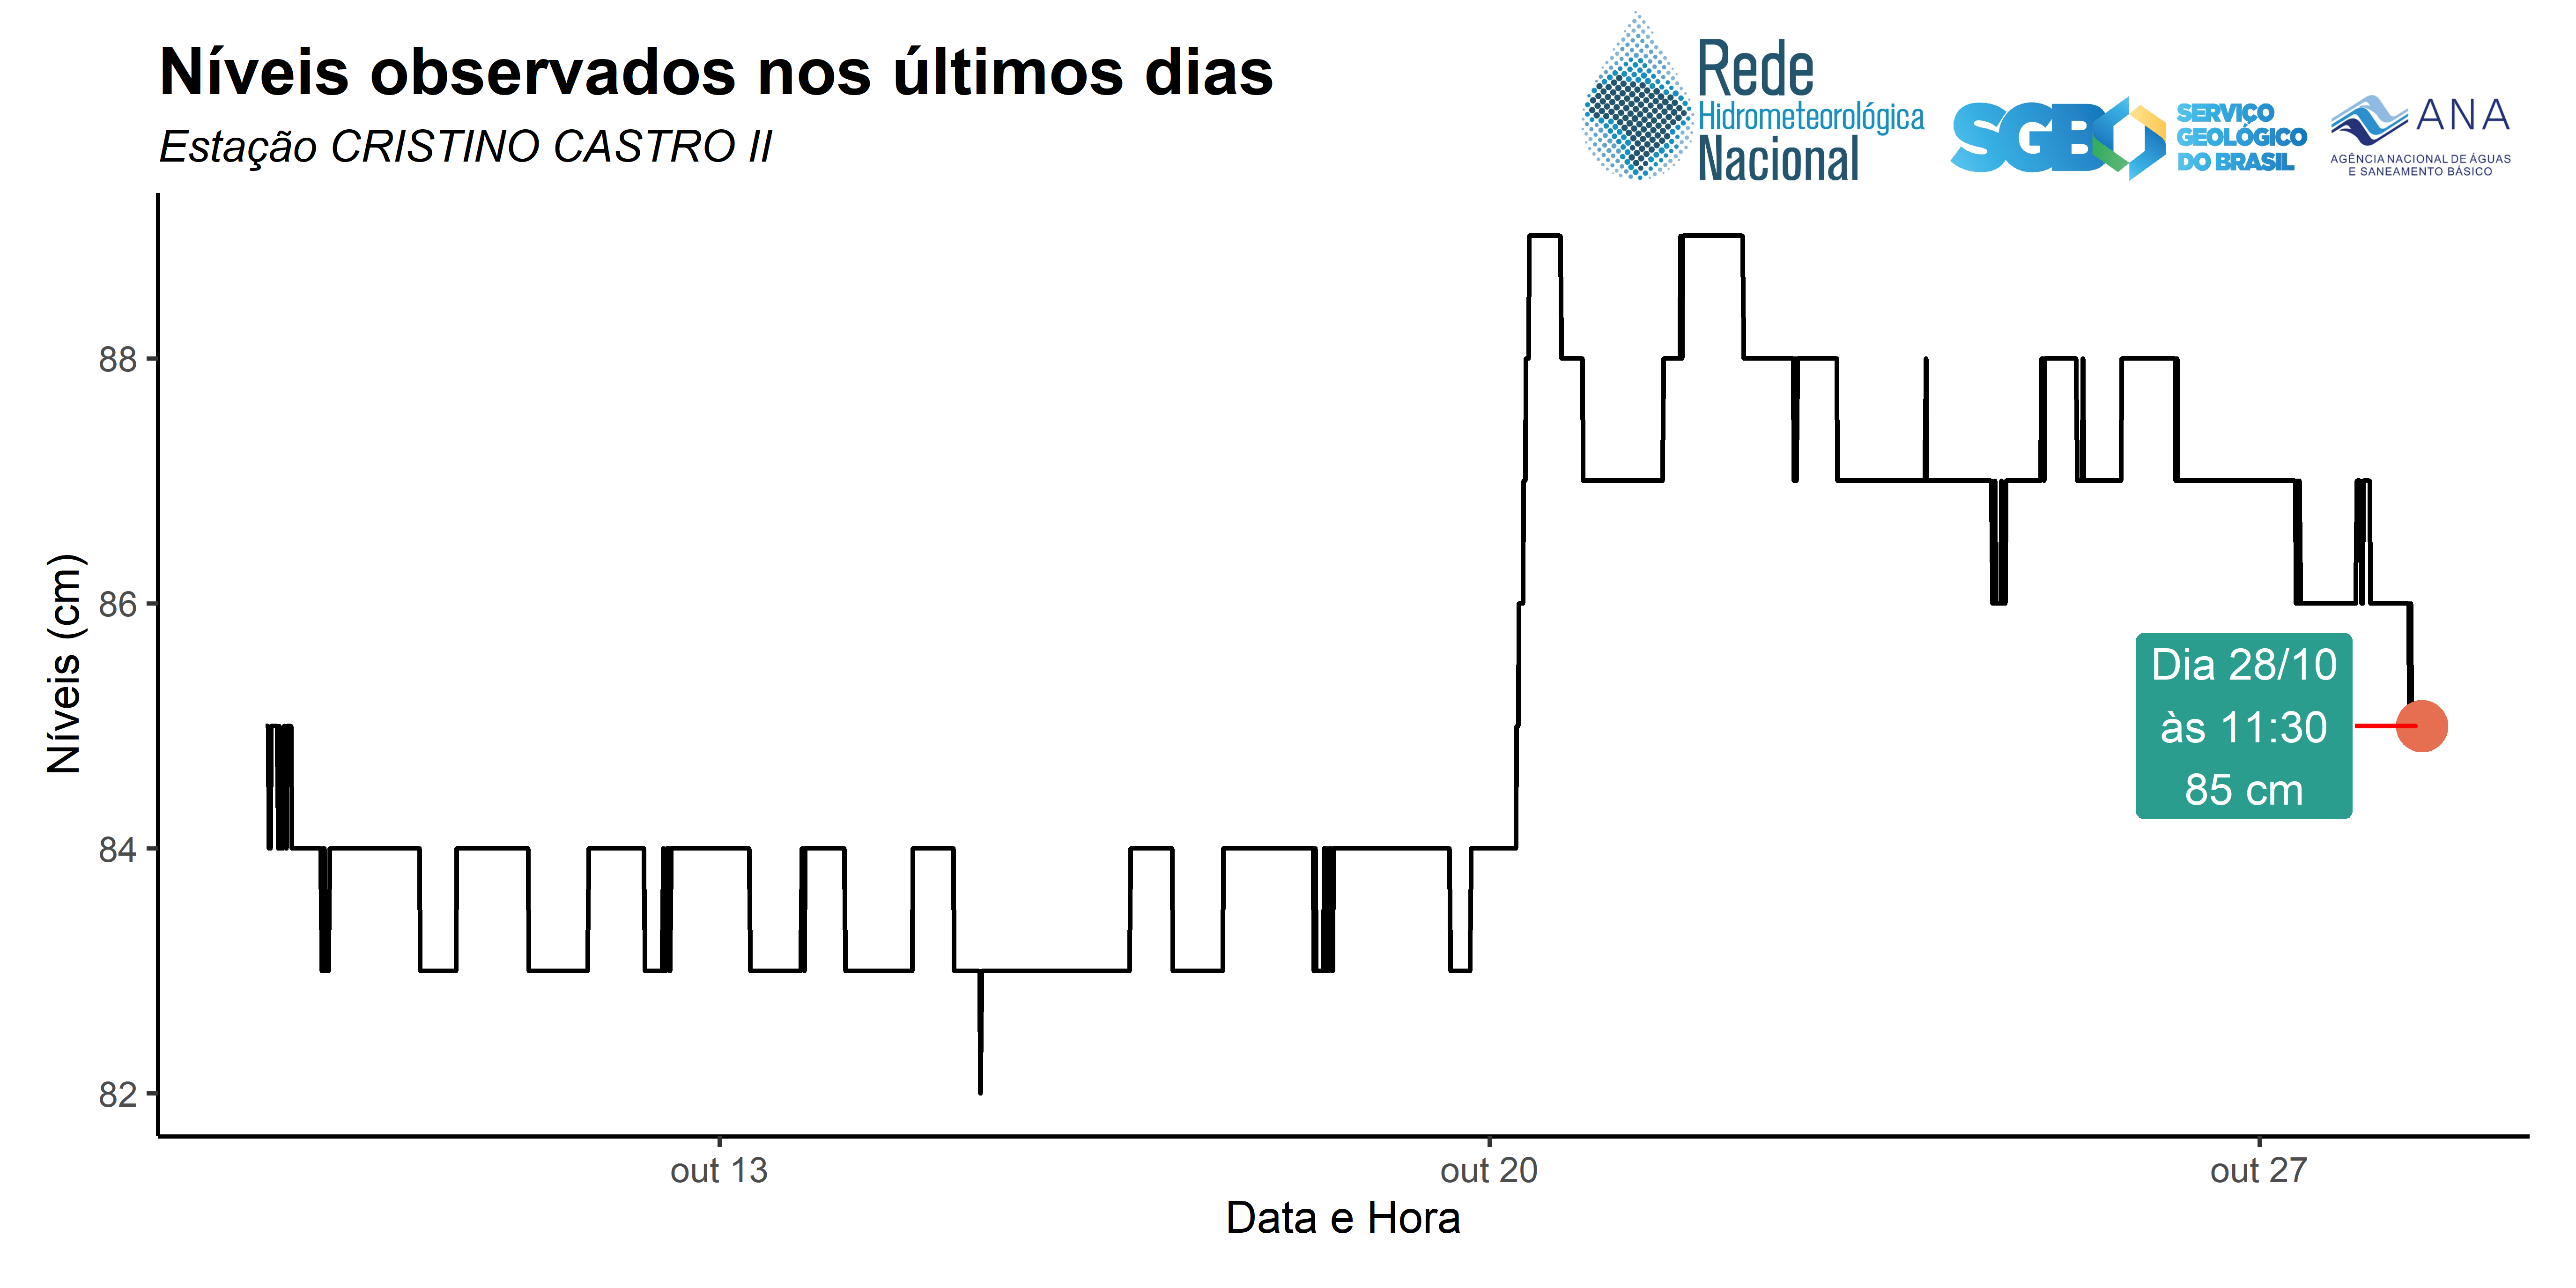 Níveis observados nos últimos dias
Estação CRISTINO CASTRO II
Rede
Hidrometeorológica
Nacional
SGB
SERVIÇO
GEOLÓGICO
DO BRASIL
ANA
AGÊNCIA NACIONAL DE ÁGUAS
E SANEAMENTO BÁSICO
Níveis (cm)
88
86
84
82
Dia 28/10
às 11:30
85 cm
out 13
out 20
out 27
Data e Hora